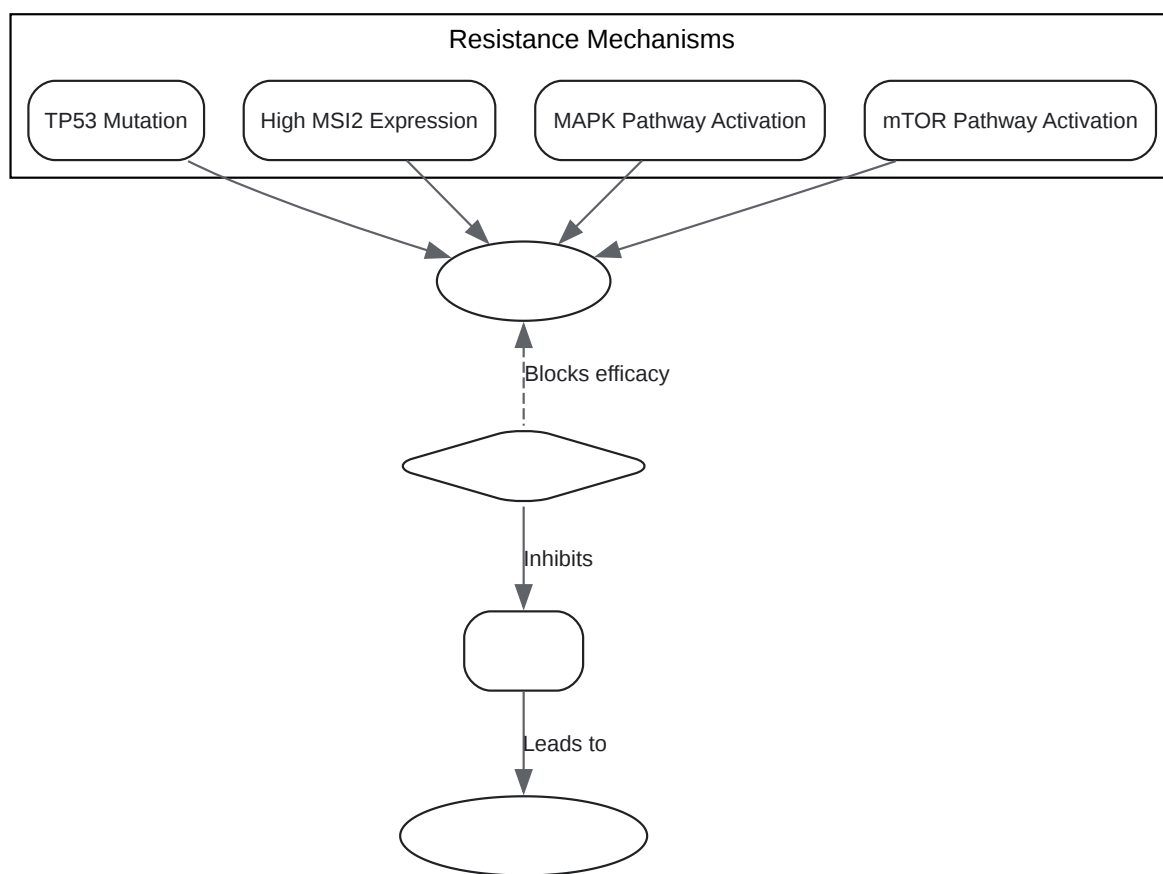 Resistance Mechanisms
TP53 Mutation
High MSI2 Expression
MAPK Pathway Activation
mTOR Pathway Activation
Blocks efficacy
Inhibits
Leads to